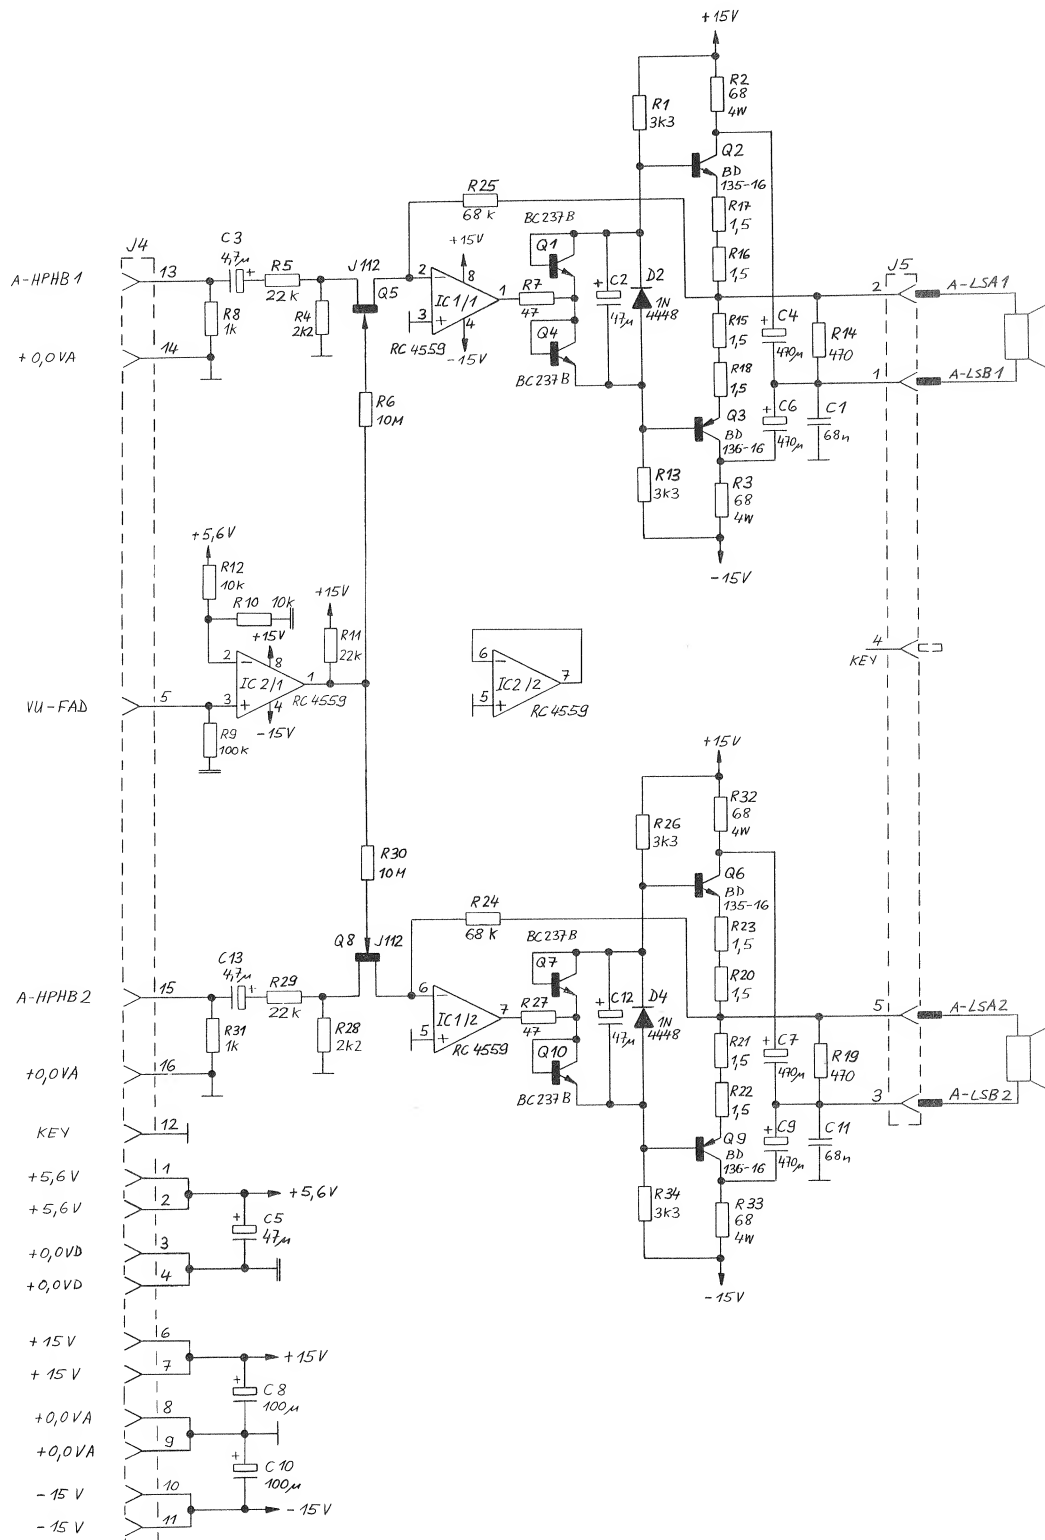 +15V
R2
68
4W
R1
3k3
Q2
BD
135-16
R25
68 k
R17
1,5
BC237B
J4
C3
4,7µ
+
+15V
Q1
R16
1,5
J5
A-HPHB1
13
R5
22 k
J112
Q5
2
-
8
IC1/1
1
R7
47
+
C2
47µ
D2
1N
4448
2
A-LSA1
R8
1k
R4
2k2
3
+
4
-15V
RC 4559
Q4
BC237B
R15
1,5
+
C4
470µ
R14
470
+0,0VA
14
R18
1,5
1
A-LSB1
R6
10M
Q3
BD
136-16
+
C6
470µ
C1
68n
R13
3k3
R3
68
4W
-15V
+5,6V
R12
10k
R10
10k
+15V
R11
22k
+15V
2
-
8
IC 2/1
1
RC 4559
3
+
4
-15V
VU-FAD
5
R9
100k
6
-
IC2/2
7
5
+
RC4559
4
KEY
+15V
R32
68
4W
R26
3k3
R30
10M
Q6
BD
135-16
R24
68 k
R23
1,5
Q8
J112
BC237B
C13
4,7µ
+
Q7
R20
1,5
A-HPHB2
15
R29
22 k
6
-
IC1/2
7
R27
47
+
C12
47µ
D4
1N
4448
5
A-LSA2
R31
1k
R28
2k2
5
+
RC 4559
Q10
BC237B
R21
1,5
+
C7
470µ
R19
470
+0,0VA
16
R22
1,5
3
A-LSB2
KEY
12
Q9
BD
136-16
+
C9
470µ
C11
68n
+5,6V
1
+5,6V
+5,6V
2
R34
3k3
R33
68
4W
+
C5
47µ
+0,0VD
3
+0,0VD
4
-15V
+15V
6
+15V
+15V
7
+
C8
100µ
+0,0VA
8
+0,0VA
9
+
C10
100µ
-15V
10
-15V
-15V
11